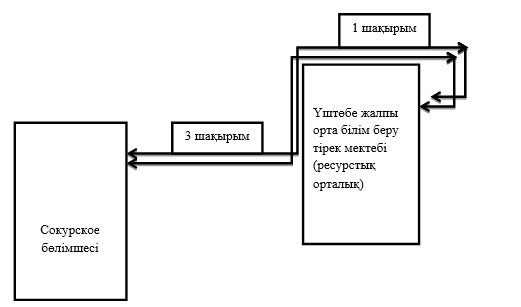 1 шақырым
Үштөбе жалпы
орта білім беру
тірек мектебі
(ресурстық
орталық)
3 шақырым
Сокурское
бөлімшесі